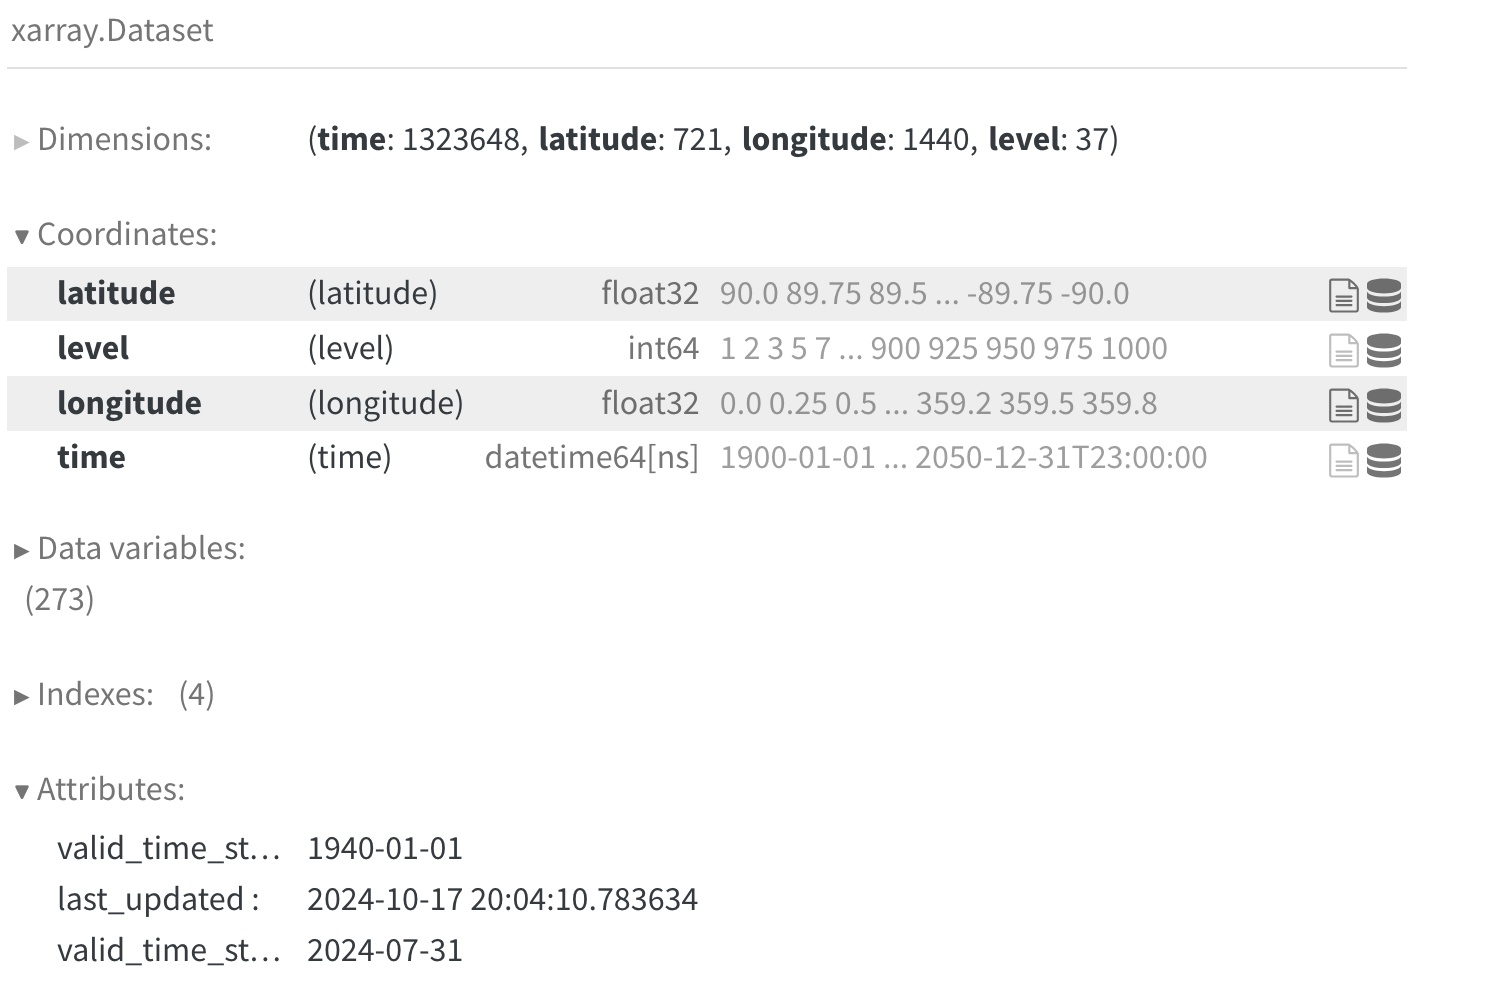 xarray.Dataset
► Dimensions: (time: 1323648, latitude: 721, longitude: 1440, level: 37)
▼ Coordinates:
latitude (latitude) float32 90.0 89.75 89.5 ... -89.75 -90.0
level (level) int64 1 2 3 5 7 ... 900 925 950 975 1000
longitude (longitude) float32 0.0 0.25 0.5 ... 359.2 359.5 359.8
time (time) datetime64[ns] 1900-01-01 ... 2050-12-31T23:00:00
► Data variables:
(273)
► Indexes: (4)
▼ Attributes:
valid_time_st... 1940-01-01
last_updated : 2024-10-17 20:04:10.783634
valid_time_st... 2024-07-31